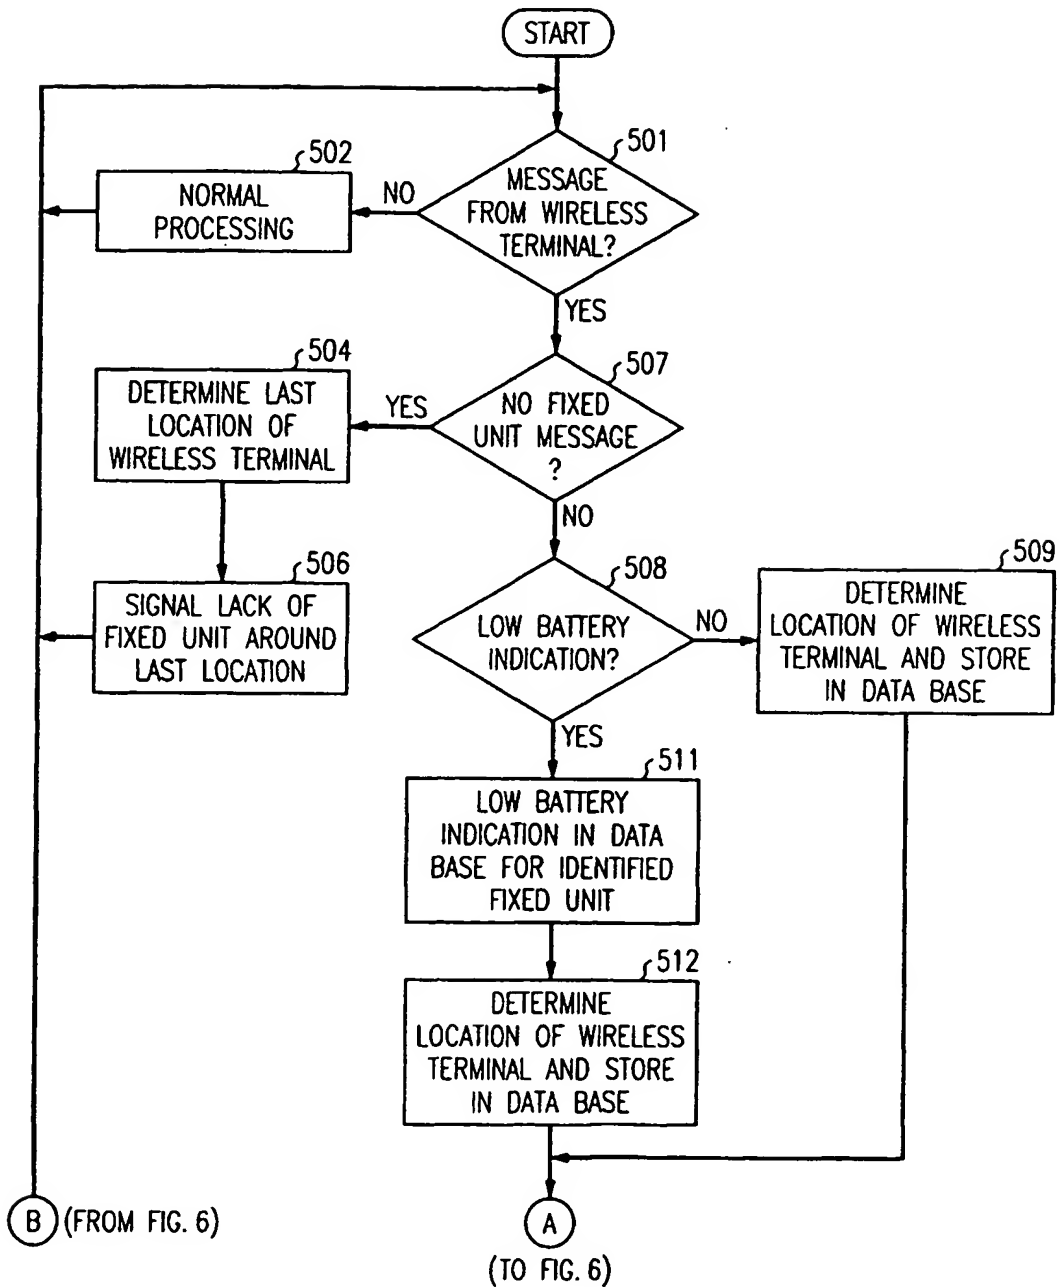 START
501
MESSAGE
FROM WIRELESS
TERMINAL?
NO
YES
502
NORMAL
PROCESSING
507
NO FIXED
UNIT MESSAGE
?
YES
NO
504
DETERMINE LAST
LOCATION OF
WIRELESS TERMINAL
506
SIGNAL LACK OF
FIXED UNIT AROUND
LAST LOCATION
508
LOW BATTERY
INDICATION?
NO
YES
509
DETERMINE
LOCATION OF WIRELESS
TERMINAL AND STORE
IN DATA BASE
511
LOW BATTERY
INDICATION IN DATA
BASE FOR IDENTIFIED
FIXED UNIT
512
DETERMINE
LOCATION OF WIRELESS
TERMINAL AND STORE
IN DATA BASE
B (FROM FIG. 6)
A
(TO FIG. 6)